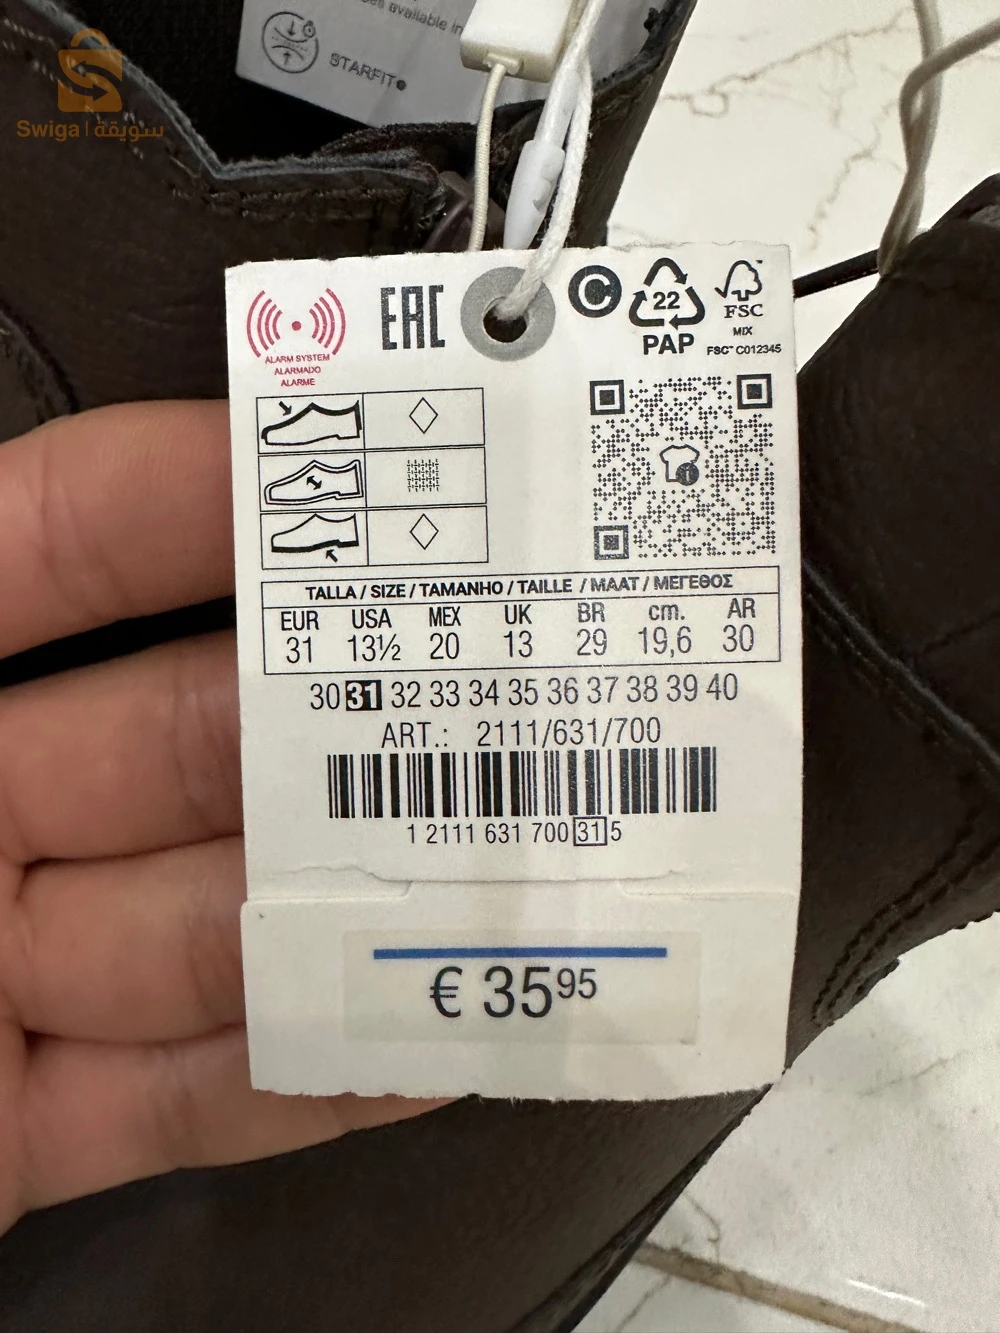 available in
STARFIT®
Swiga | سويقة
ALARM SYSTEM
ALARMADO
ALARME
EAC
C
22
PAP
FSC
MIX
FSC™ C012345
TALLA / SIZE / TAMANHO / TAILLE / MAAT / ΜΕΓΕΘΟΣ
EUR USA MEX UK BR cm. AR
31 13½ 20 13 29 19,6 30
30 31 32 33 34 35 36 37 38 39 40
ART.: 2111/631/700
1 2111 631 700 31 5
€ 35 95